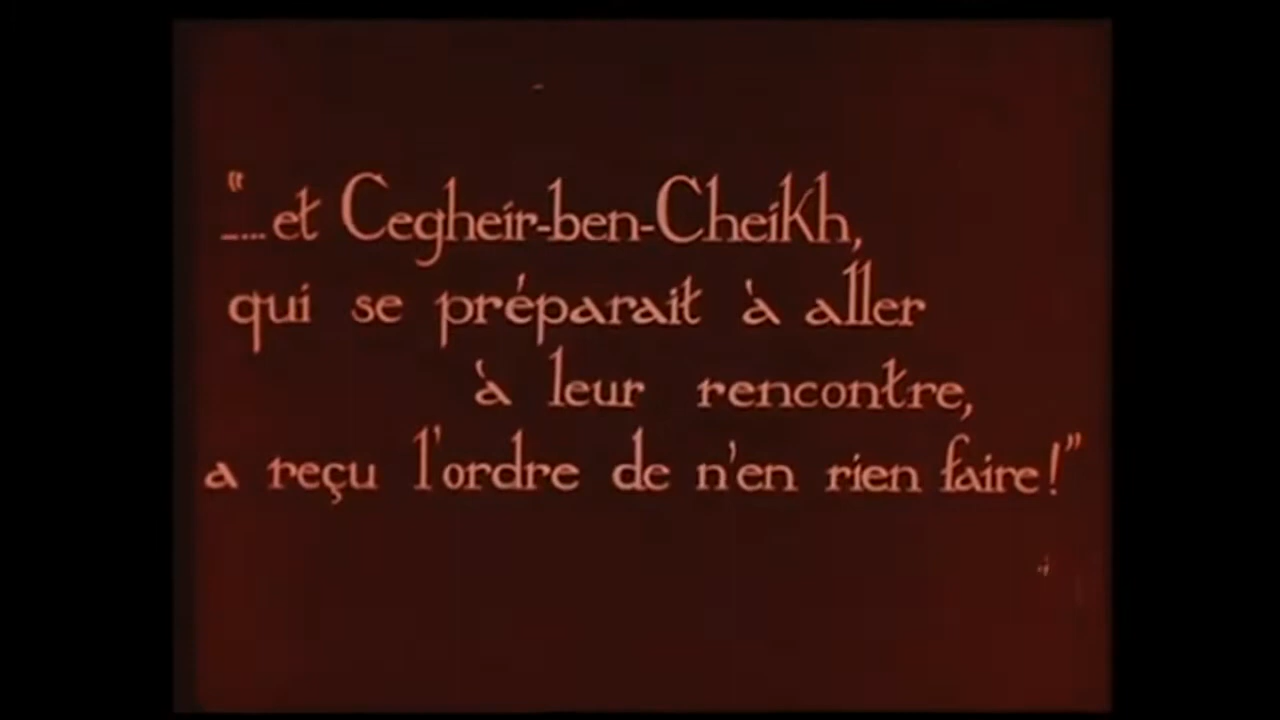 “....et Cegheir-ben-Cheikh,
qui se préparait à aller
à leur rencontre,
a reçu l'ordre de n'en rien faire!”